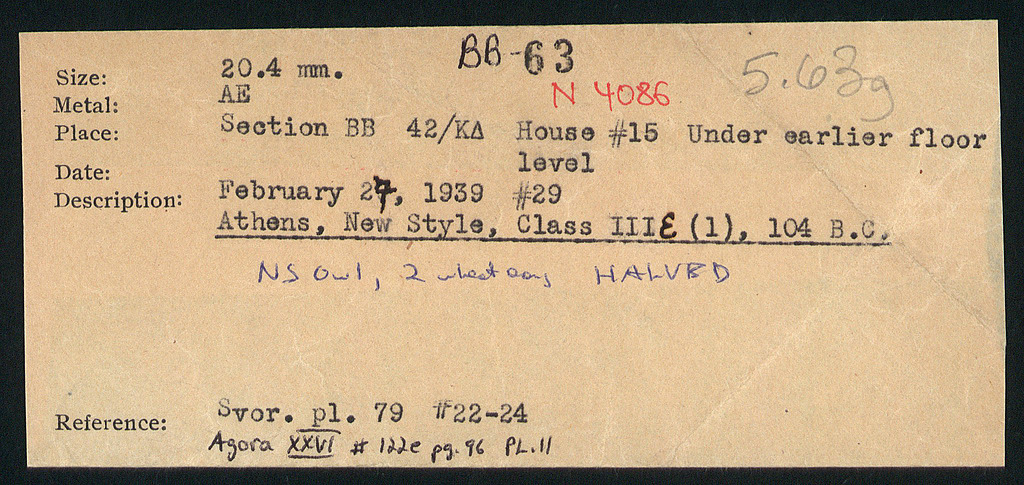 BB-63
5.63g
Size: 20.4 mm.
N 4086
Metal: AE
Place: Section BB 42/ΚΔ House #15 Under earlier floor
level
Date: February 27, 1939 #29
Description: Athens, New Style, Class IIIE (1), 104 B.C.
NS Owl, 2 wheat ears HALVED
Reference: Svor. pl. 79 #22-24
Agora XXVI # 122e pg. 96 PL. 11